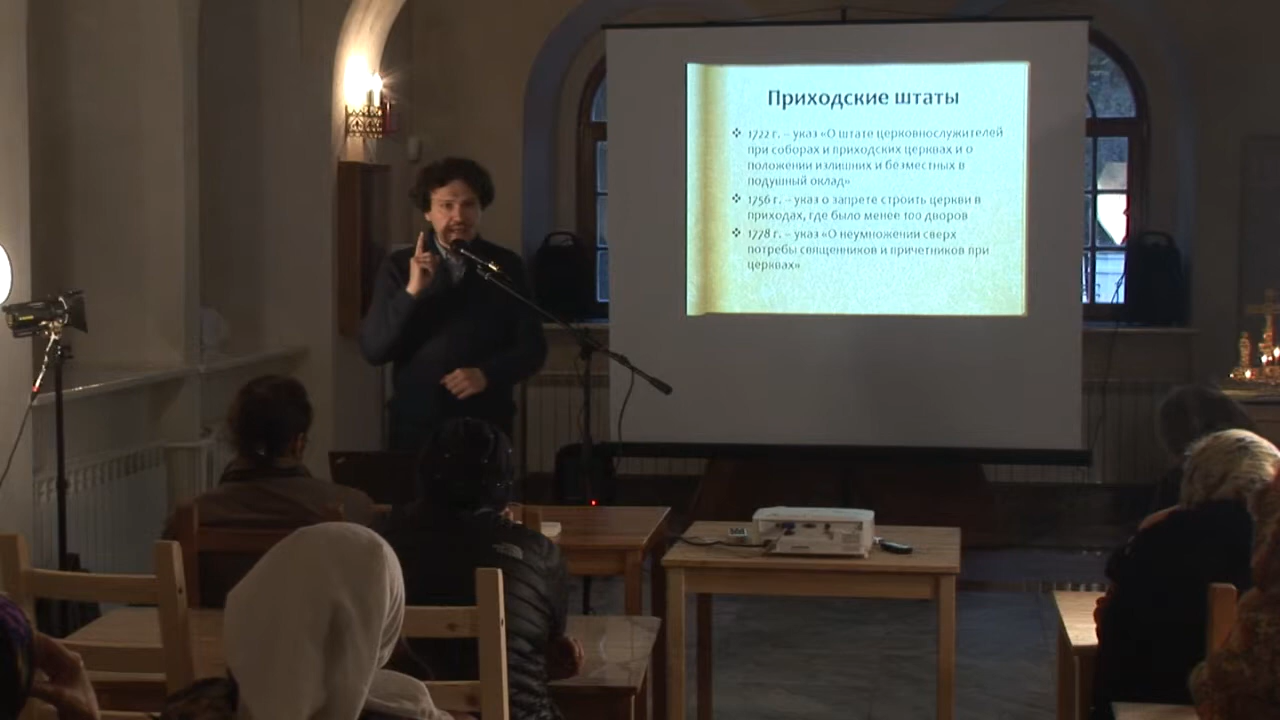 Приходские штаты
❖ 1722 г. – указ «О штате церковнослужителей
при соборах и приходских церквах и о
положении излишних и безместных в
подушный оклад»
❖ 1756 г. – указ о запрете строить церкви в
приходах, где было менее 100 дворов
❖ 1778 г. – указ «О неумножении сверх
потребы священников и причетников при
церквах»